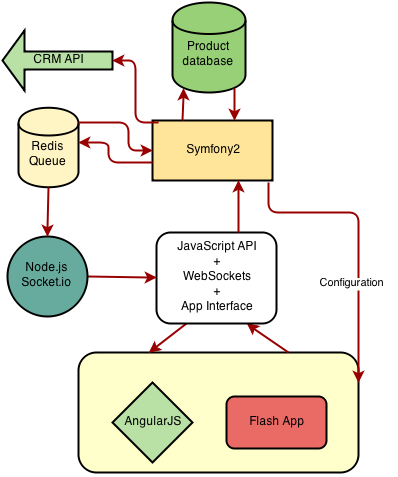 Product
database
CRM API
Redis
Queue
Symfony2
JavaScript API
+
WebSockets
+
App Interface
Node.js
Socket.io
Configuration
AngularJS
Flash App